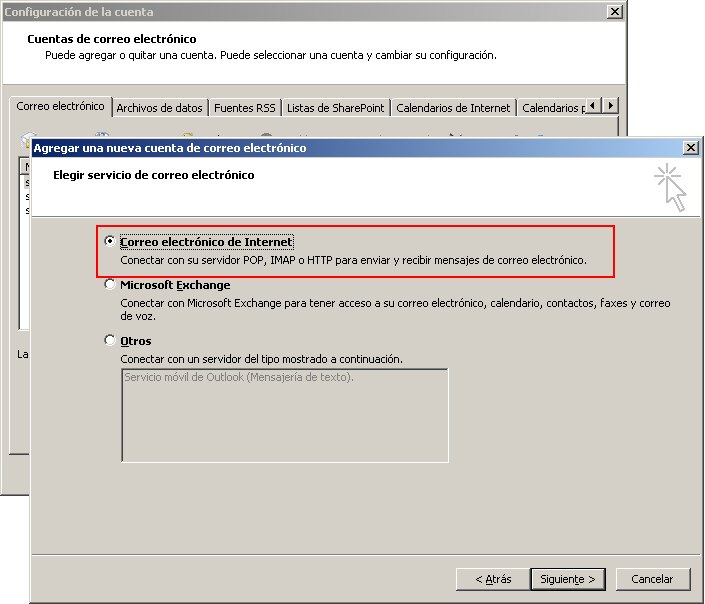 Configuración de la cuenta
Cuentas de correo electrónico
Puede agregar o quitar una cuenta. Puede seleccionar una cuenta y cambiar su configuración.
Correo electrónico Archivos de datos Fuentes RSS Listas de SharePoint Calendarios de Internet Calendarios
Agregar una nueva cuenta de correo electrónico
Elegir servicio de correo electrónico
Correo electrónico de Internet
Conectar con su servidor POP, IMAP o HTTP para enviar y recibir mensajes de correo electrónico.
Microsoft Exchange
Conectar con Microsoft Exchange para tener acceso a su correo electrónico, calendario, contactos, faxes y correo
de voz.
Otros
La
Conectar con un servidor del tipo mostrado a continuación.
Servicio móvil de Outlook (Mensajería de texto).
< Atrás Siguiente > Cancelar